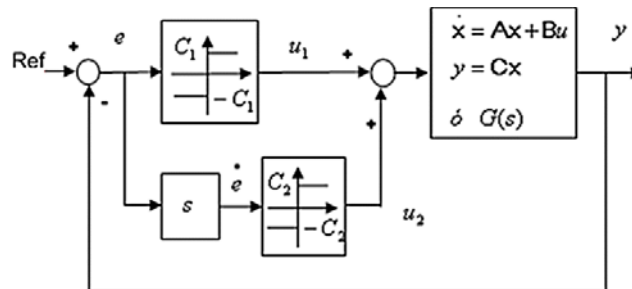 Ref
+
-
e
C₁
-C₁
u₁
+
+
ẋ = Ax+Bu
y = Cx
ó G(s)
y
s
ė
C₂
-C₂
u₂